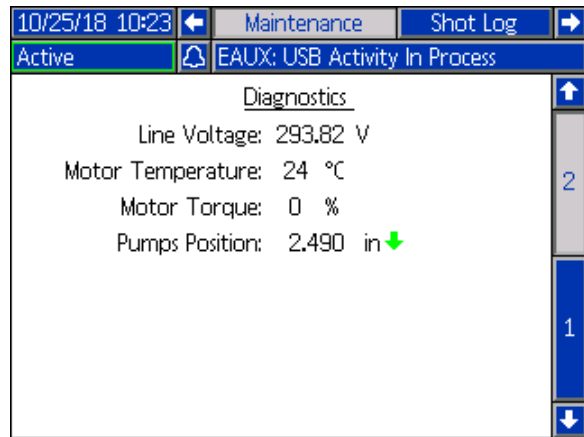 10/25/18 10:23 Maintenance Shot Log
Active EAUX: USB Activity In Process
Diagnostics
Line Voltage: 293.82 V
Motor Temperature: 24 °C
Motor Torque: 0 %
Pumps Position: 2.490 in
2
1